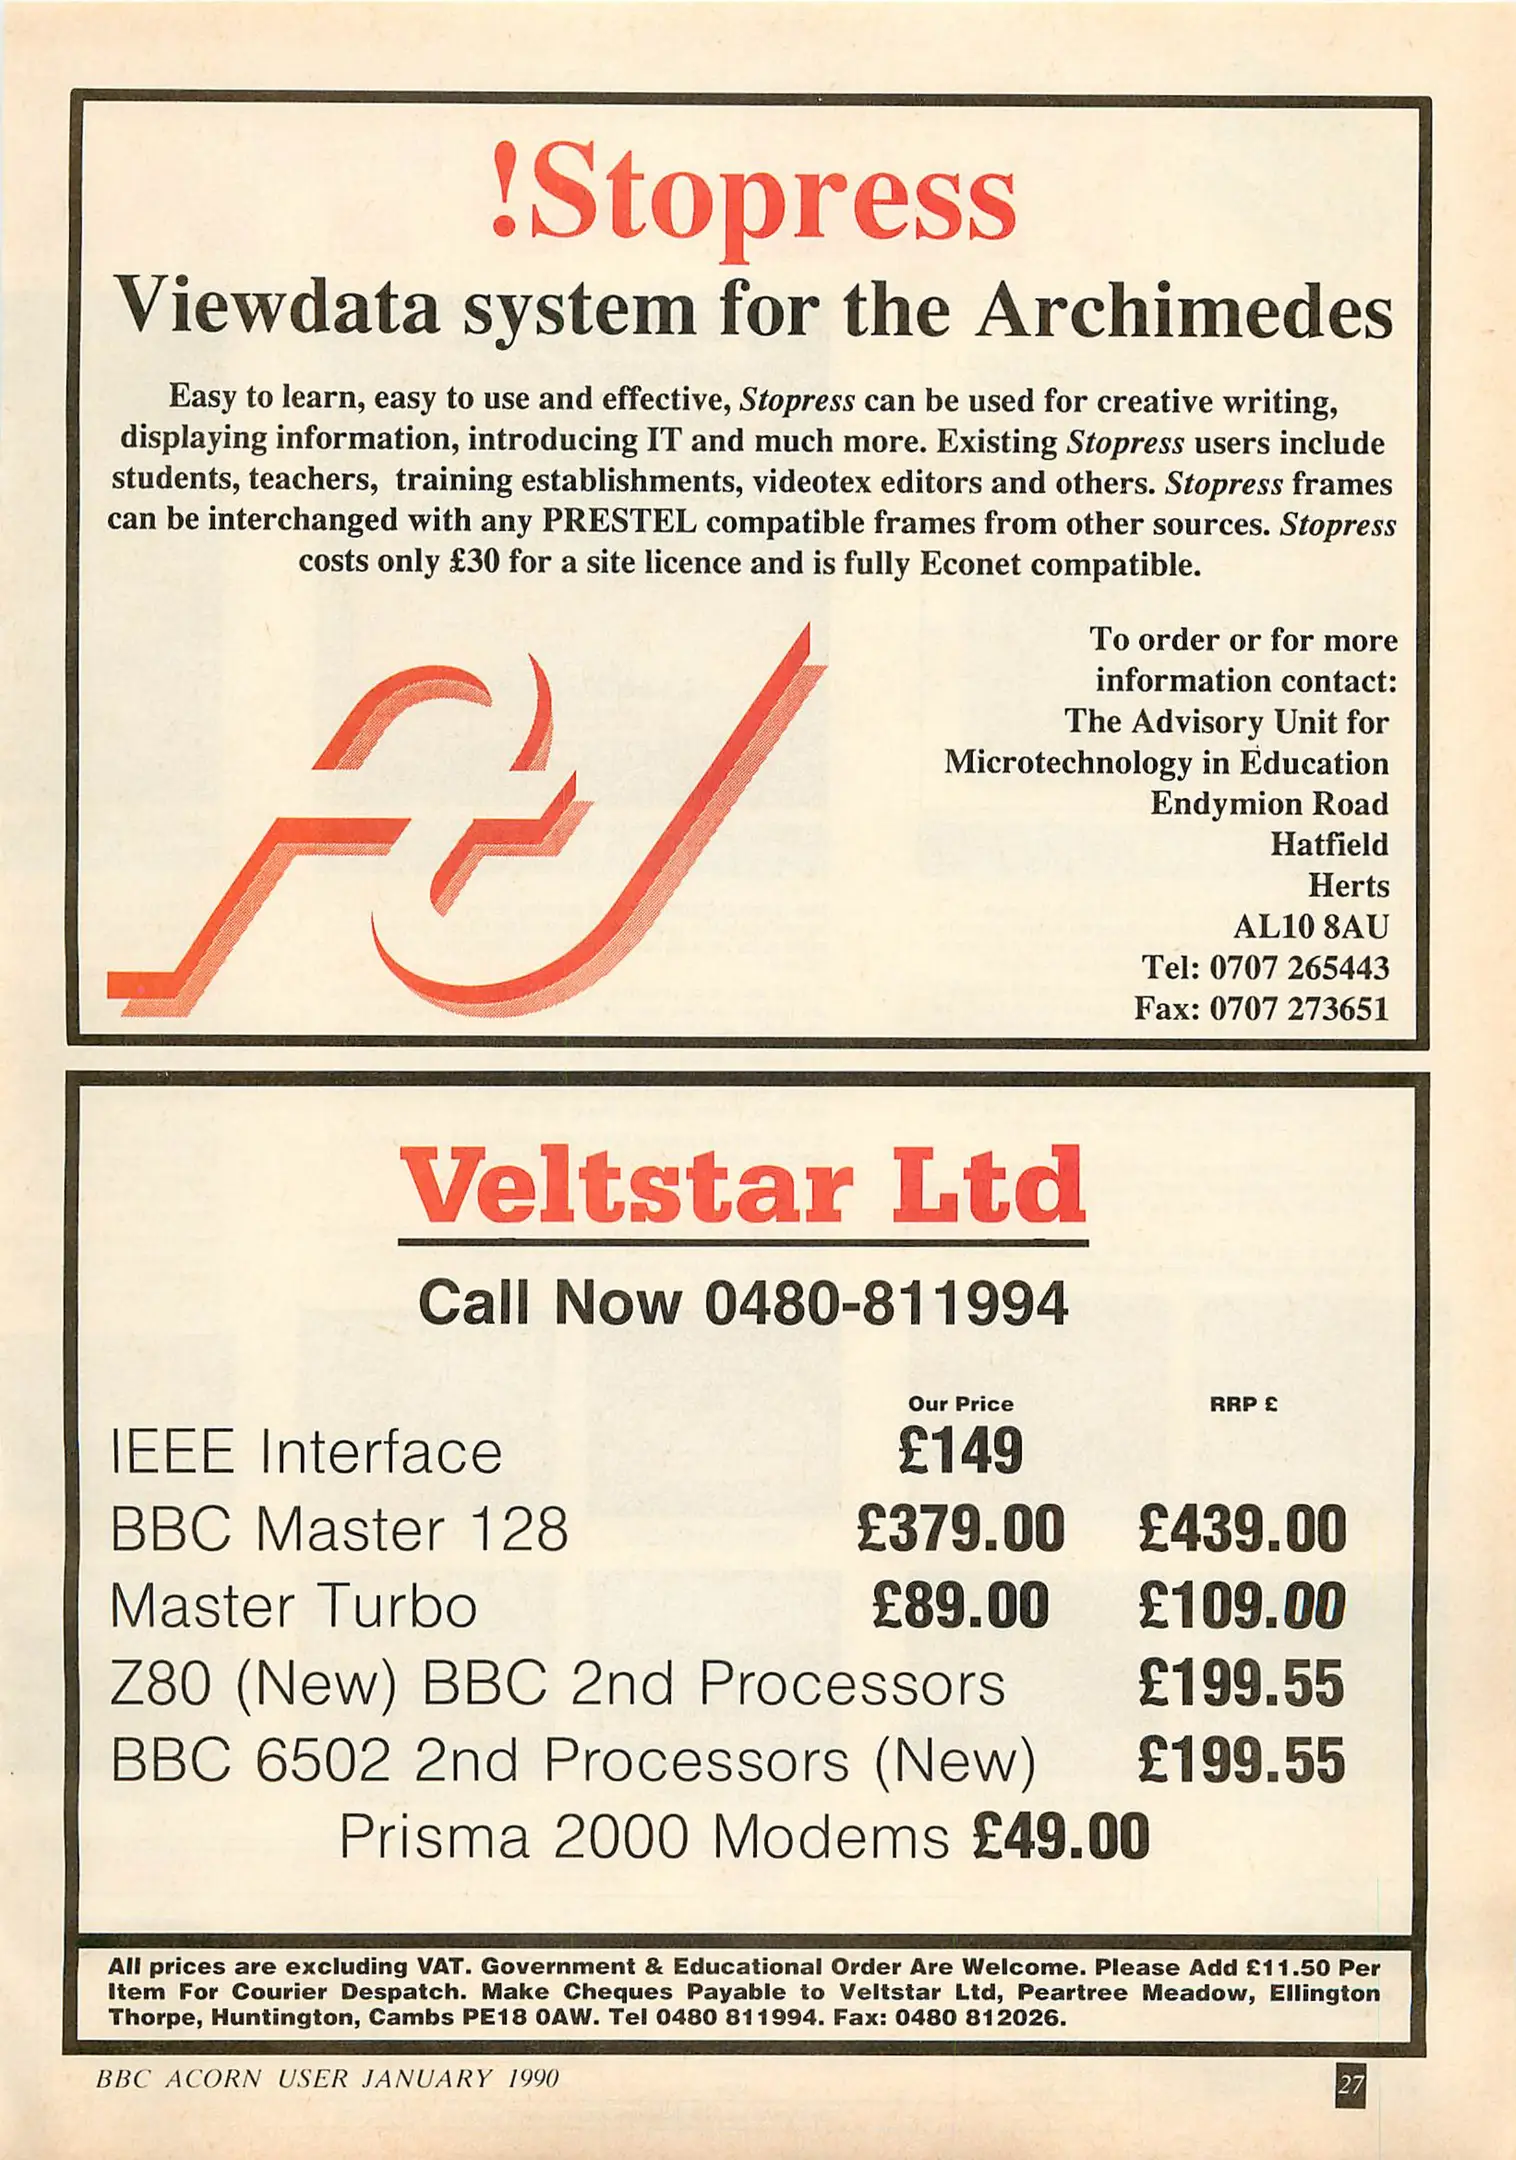 !Stopress
Viewdata system for the Archimedes
Easy to learn, easy to use and effective, Stopress can be used for creative writing,
displaying information, introducing IT and much more. Existing Stopress users include
students, teachers, training establishments, videotex editors and others. Stopress frames
can be interchanged with any PRESTEL compatible frames from other sources. Stopress
costs only £30 for a site licence and is fully Econet compatible.
To order or for more
information contact:
The Advisory Unit for
Microtechnology in Education
Endymion Road
Hatfield
Herts
AL10 8AU
Tel: 0707 265443
Fax: 0707 273651
Veltstar Ltd
Call Now 0480-811994
Our Price RRP £
IEEE Interface £149
BBC Master 128 £379.00 £439.00
Master Turbo £89.00 £109.00
Z80 (New) BBC 2nd Processors £199.55
BBC 6502 2nd Processors (New) £199.55
Prisma 2000 Modems £49.00
All prices are excluding VAT. Government & Educational Order Are Welcome. Please Add £11.50 Per
Item For Courier Despatch. Make Cheques Payable to Veltstar Ltd, Peartree Meadow, Ellington
Thorpe, Huntington, Cambs PE18 0AW. Tel 0480 811994. Fax: 0480 812026.
BBC ACORN USER JANUARY 1990
27